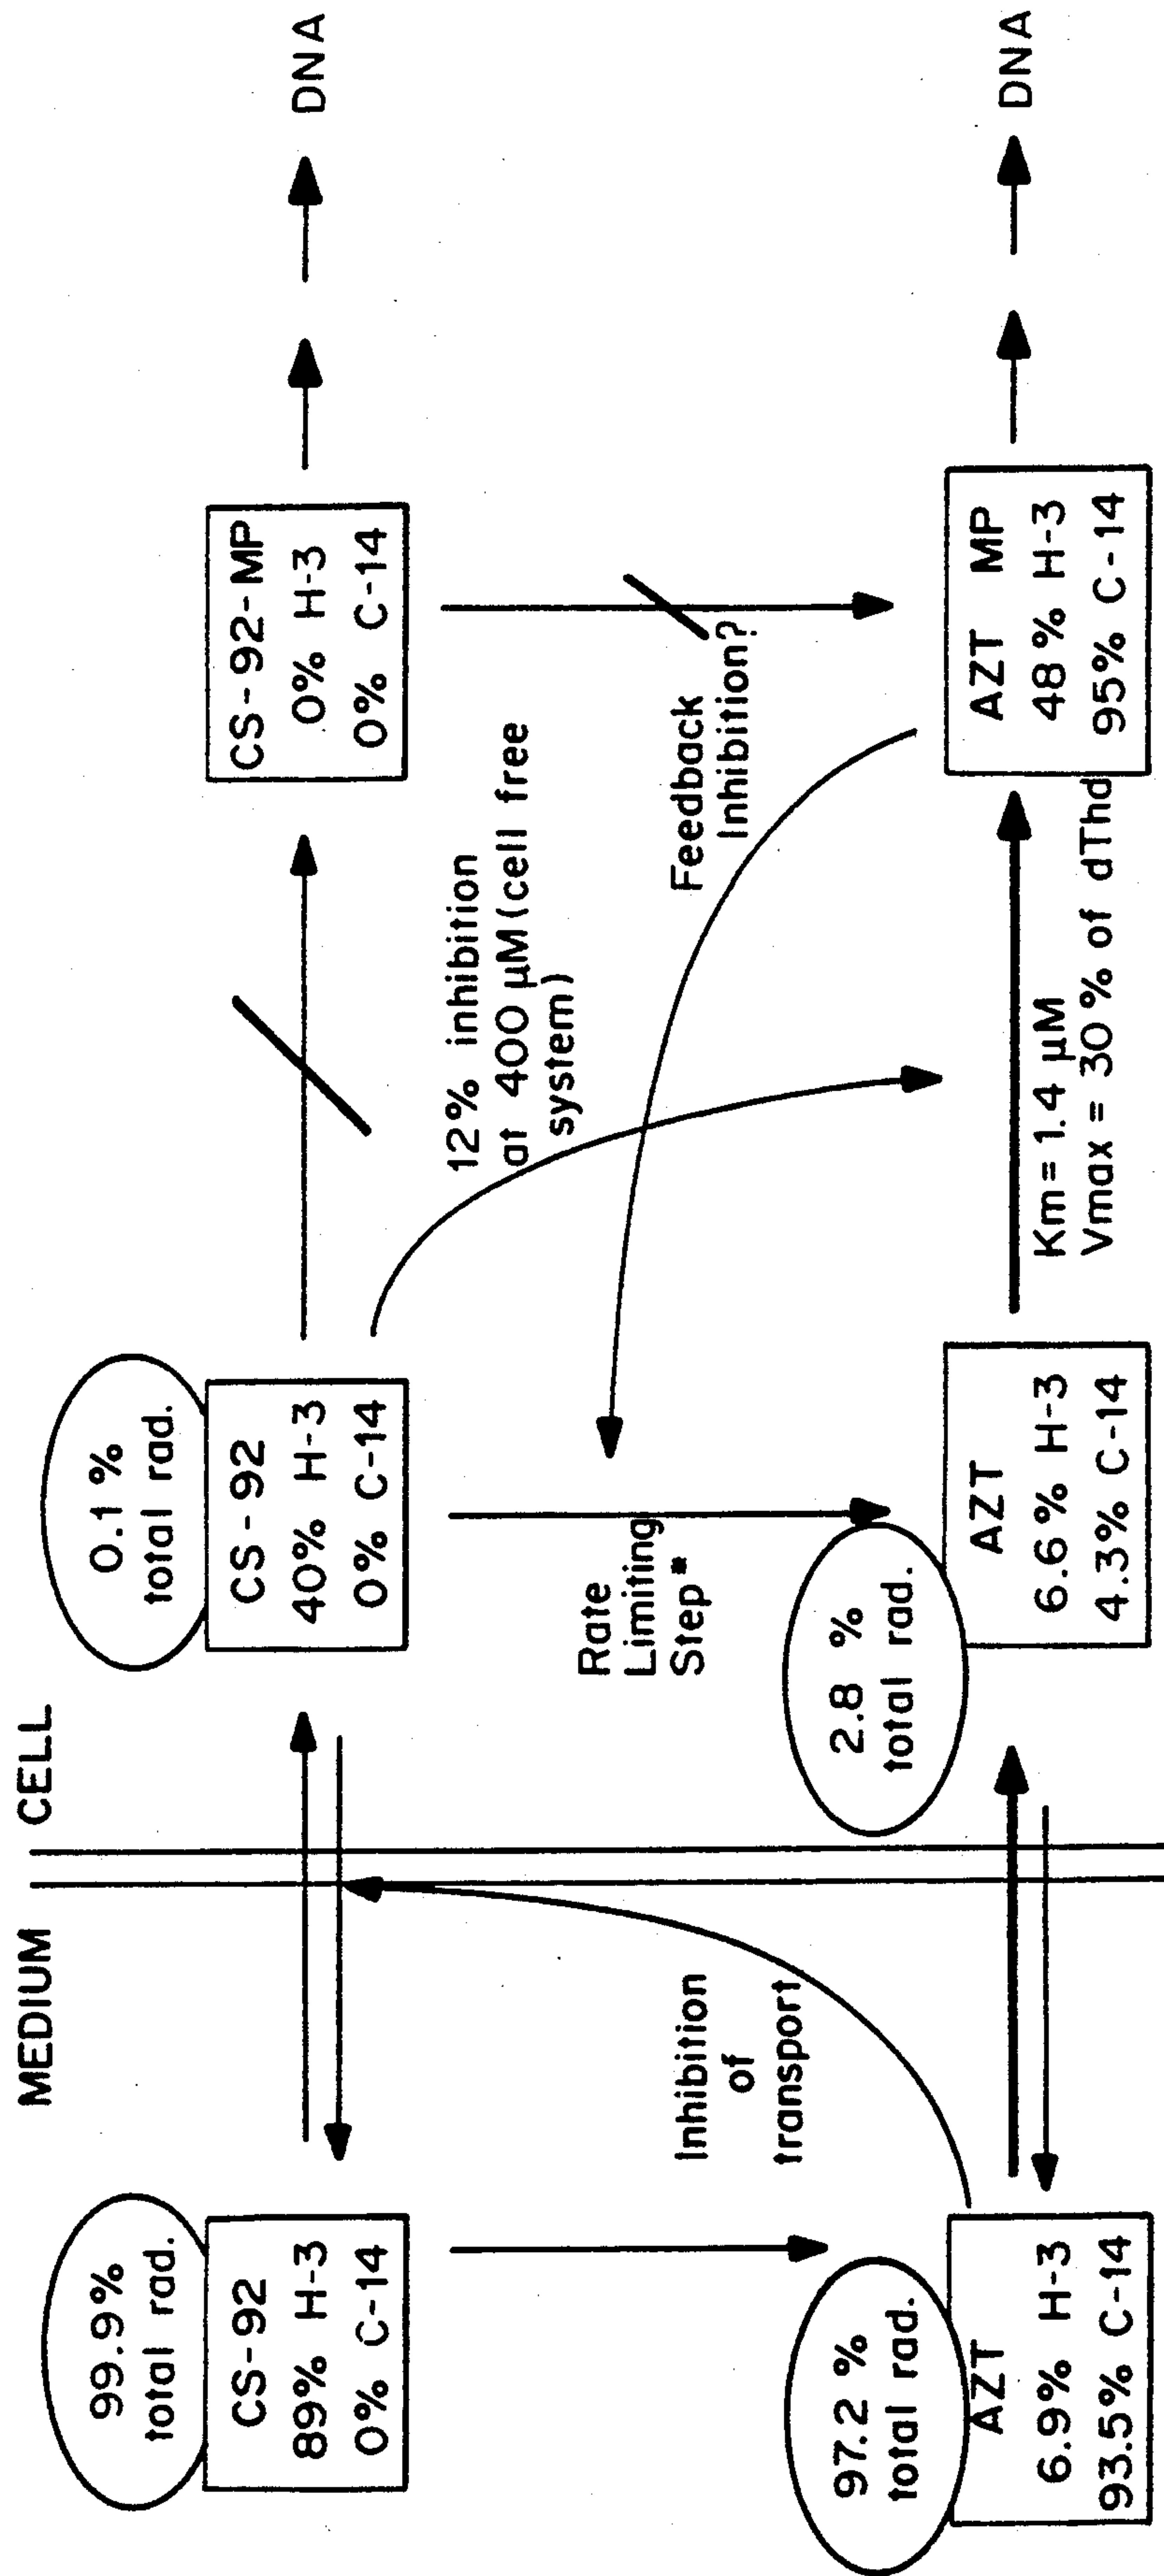 MEDIUM
CELL
99.9%
total rad.
CS-92
89% H-3
0% C-14
0.1%
total rad.
CS-92
40% H-3
0% C-14
CS-92-MP
0% H-3
0% C-14
DNA
12% inhibition
at 400 µM (cell free
system)
Inhibition
of
transport
Rate
Limiting
Step*
Feedback
Inhibition?
97.2 %
total rad.
AZT
6.9% H-3
93.5% C-14
2.8 %
total rad.
AZT
6.6% H-3
4.3% C-14
Km = 1.4 µM
Vmax = 30% of dThd
AZT MP
48% H-3
95% C-14
DNA